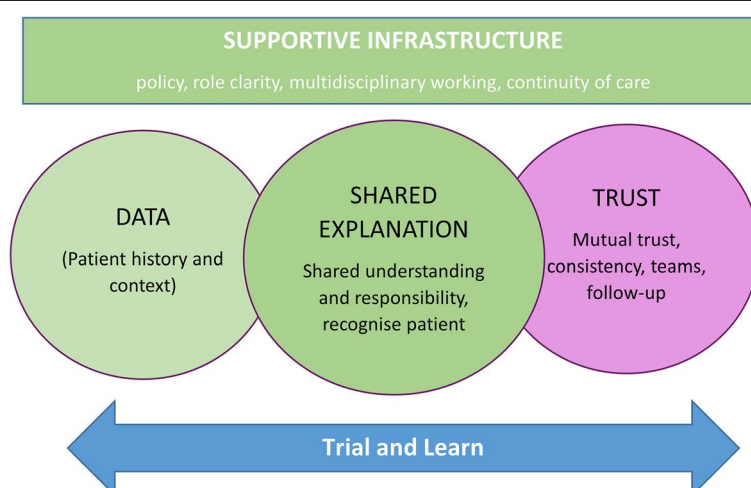 SUPPORTIVE INFRASTRUCTURE
policy, role clarity, multidisciplinary working, continuity of care
DATA
(Patient history and
context)
SHARED
EXPLANATION
Shared understanding
and responsibility,
recognise patient
TRUST
Mutual trust,
consistency, teams,
follow-up
Trial and Learn